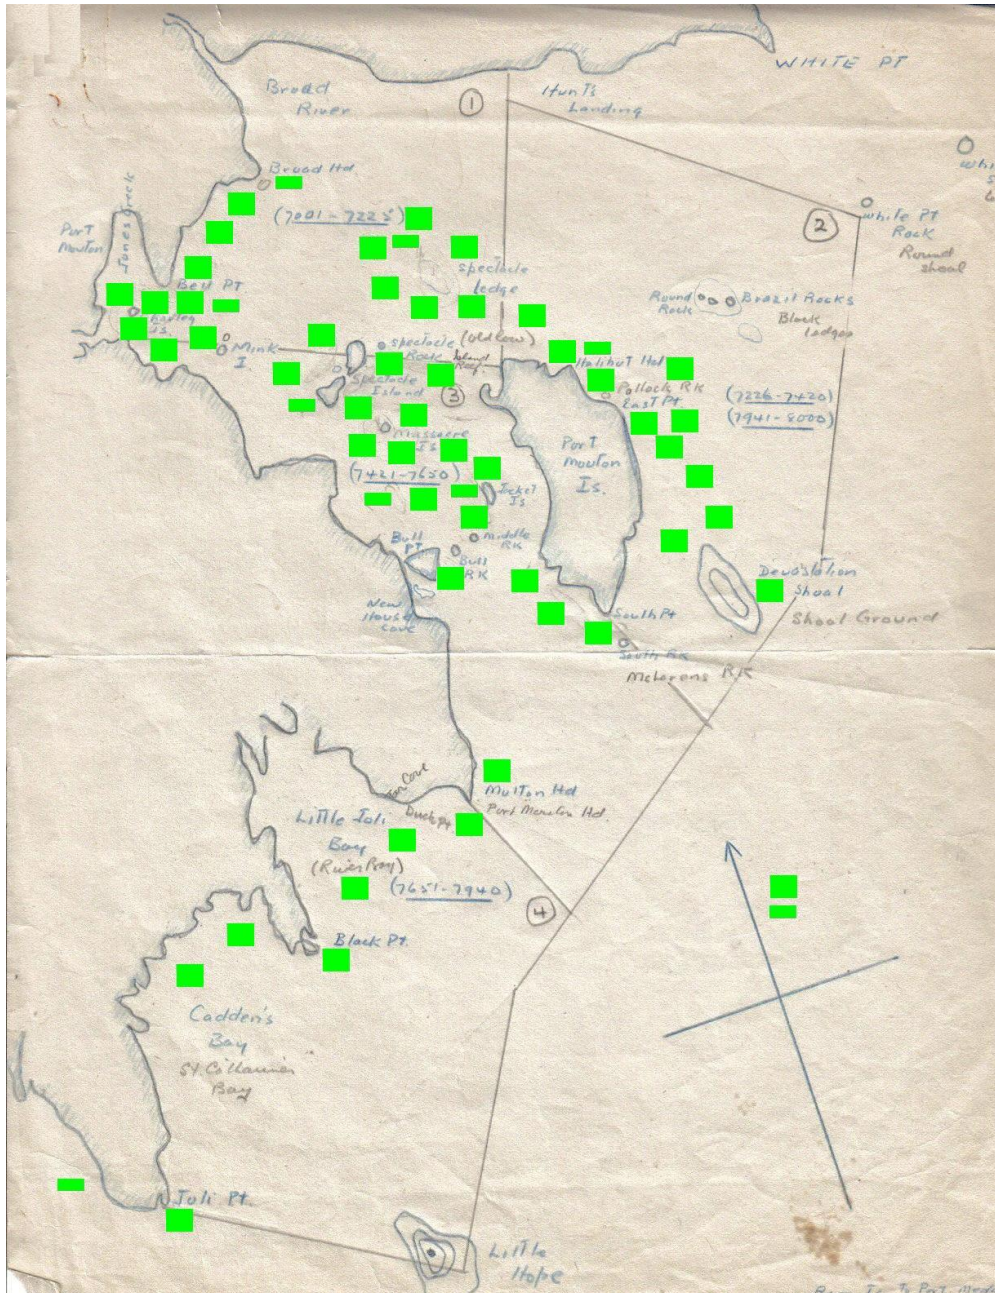 WHITE PT
Broad
River
①
Hunt's
Landing
Broad Hd
(7001-7225)
Port
Mouton
Jones Creek
Bell PT
Mink
I.
Spectacle
Ledge
Spectacle
Rock
(Old Cow)
Island
Spectacle
Island
③
Massacre
Is
(7421-7650)
Jacket
Is
Middle
RK
Bull
PT
Bull
RK
New
House
Cove
②
White PT
Rock
Round
Shoal
Round
Rock
Brazil Rocks
Black
Ledges
Halibut Hd
Pollock RK
East Pt
(7226-7420)
(7941-8000)
Port
Mouton
Is.
Devastation
Shoal
Shoal Ground
South Pt
South RK
Mouton Hd
Port Mouton Hd.
Cove
Duck Pt
Little Joli
Bay
(River Bay)
(7651-7940)
④
Black Pt.
Cadden's
Bay
St. Catharines
Bay
Joli Pt.
Little
Hope